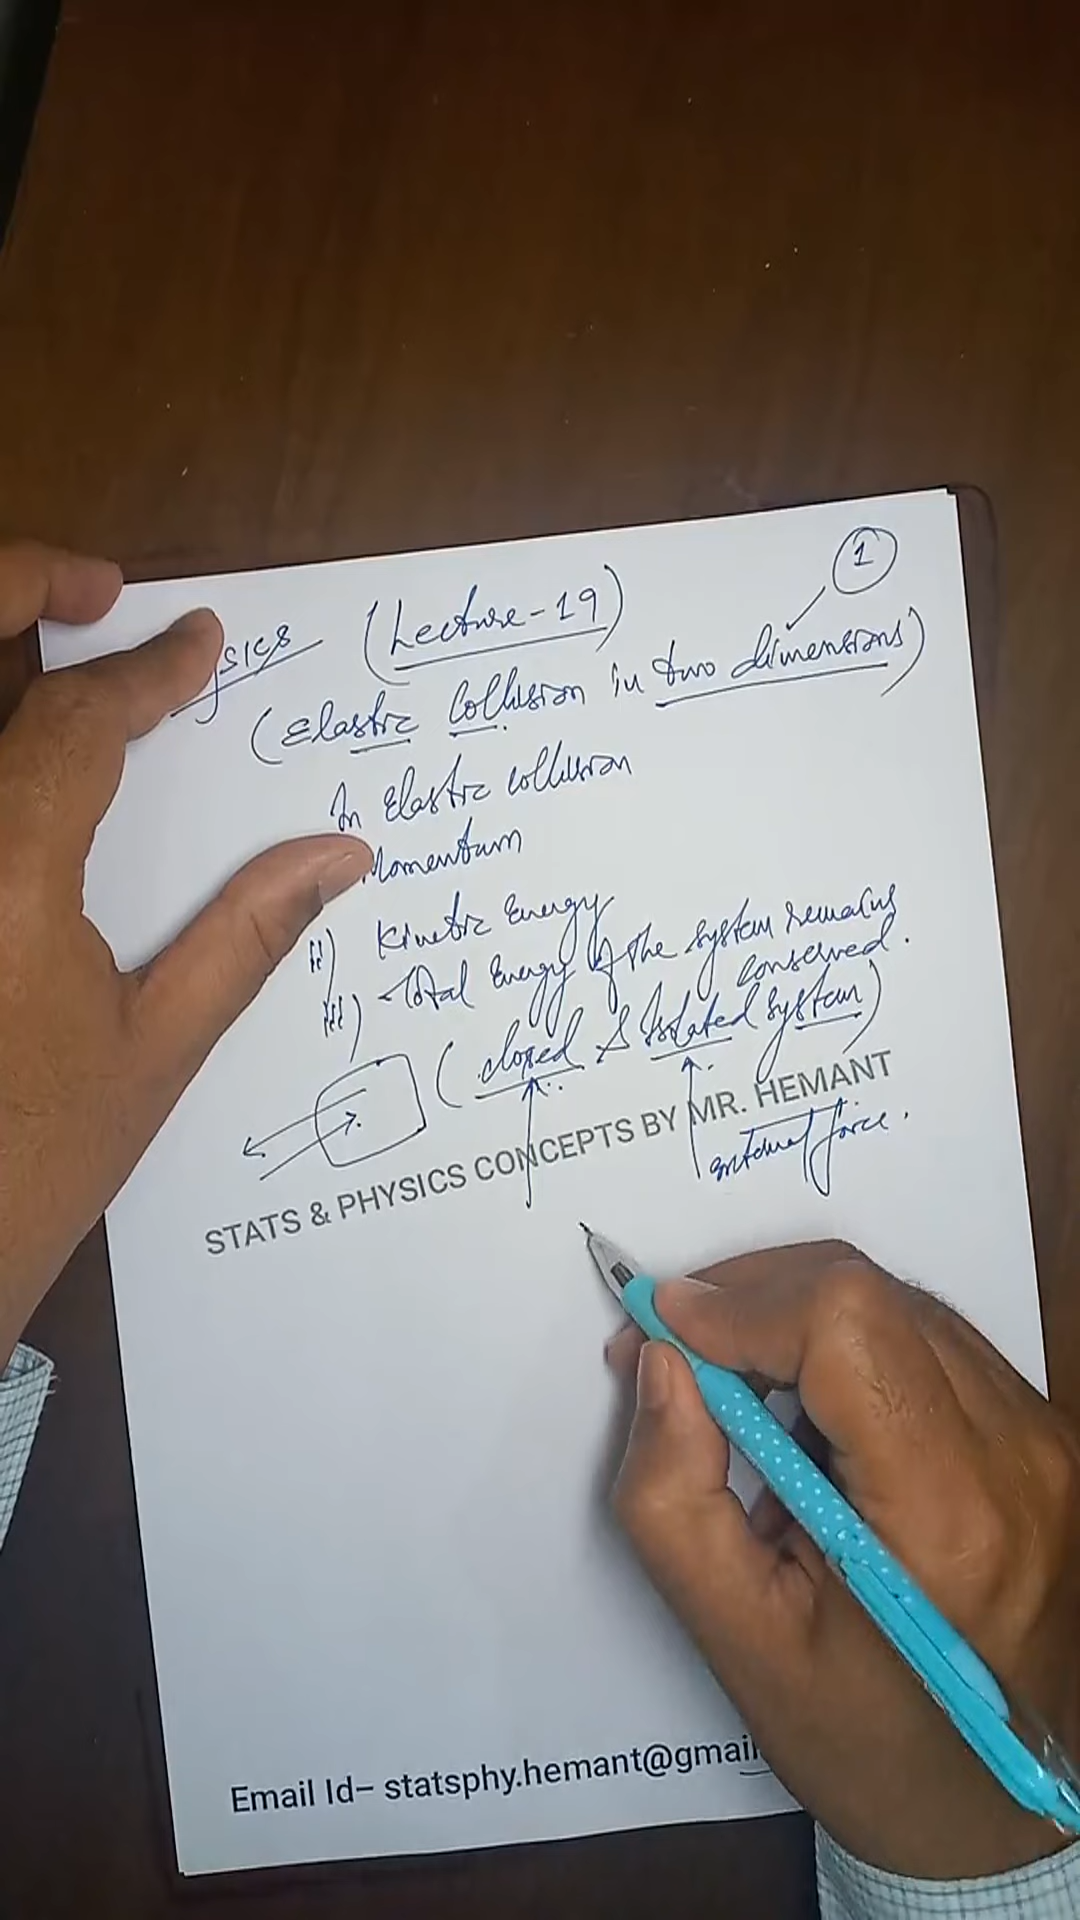 sics (Lecture-19)
1
(Elastic Collision in two dimensions)
In Elastic collision
Momentum
ii) Kinetic Energy
iii) Total Energy of the system remains
conserved.
(closed & Isolated system)
external force.
STATS & PHYSICS CONCEPTS BY MR. HEMANT
Email Id– statsphy.hemant@gmail